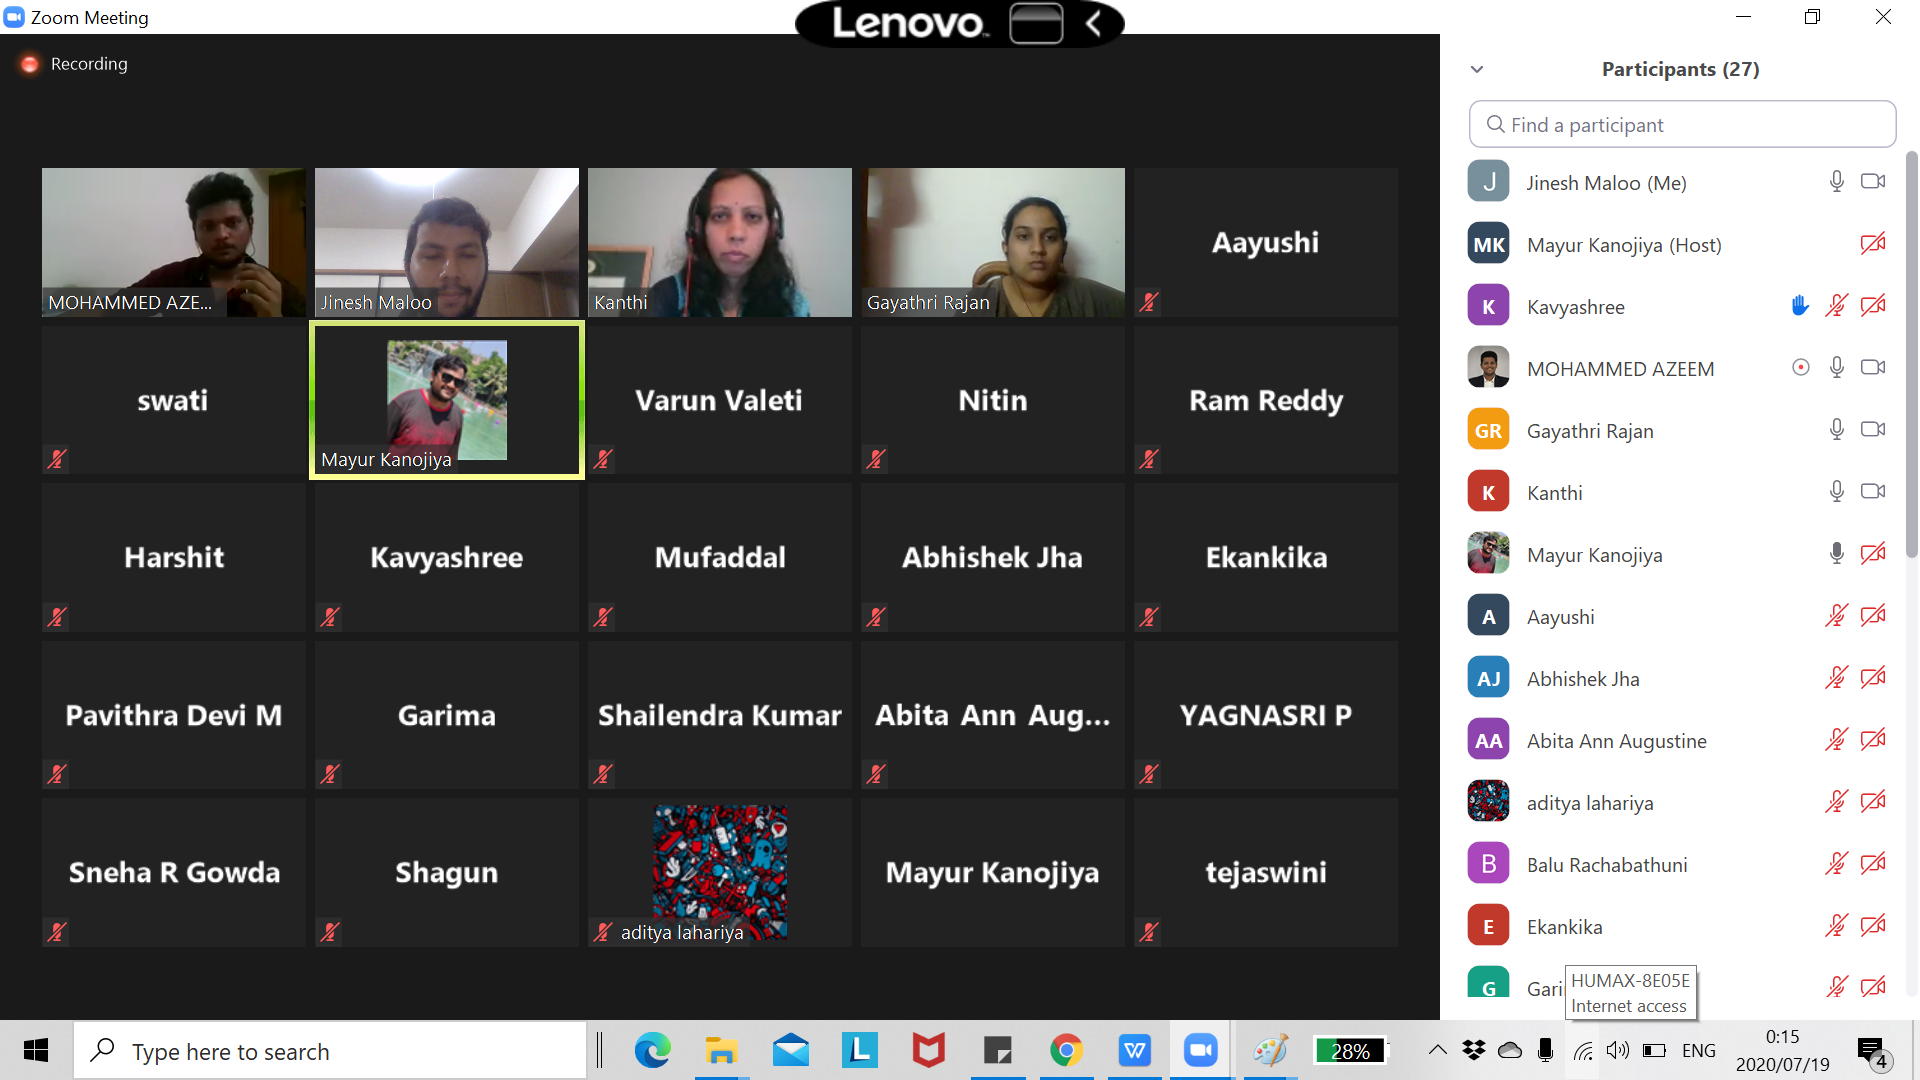 Zoom Meeting
Lenovo
Recording
MOHAMMED AZE...
Jinesh Maloo
Kanthi
Gayathri Rajan
Aayushi
swati
Mayur Kanojiya
Varun Valeti
Nitin
Ram Reddy
Harshit
Kavyashree
Mufaddal
Abhishek Jha
Ekankika
Pavithra Devi M
Garima
Shailendra Kumar
Abita Ann Aug...
YAGNASRI P
Sneha R Gowda
Shagun
aditya lahariya
Mayur Kanojiya
tejaswini
Participants (27)
Find a participant
J Jinesh Maloo (Me)
MK Mayur Kanojiya (Host)
K Kavyashree
MOHAMMED AZEEM
GR Gayathri Rajan
K Kanthi
Mayur Kanojiya
A Aayushi
AJ Abhishek Jha
AA Abita Ann Augustine
aditya lahariya
B Balu Rachabathuni
E Ekankika
G Gari
HUMAX-8E05E
Internet access
Type here to search
L
W
28%
ENG
0:15
2020/07/19
4